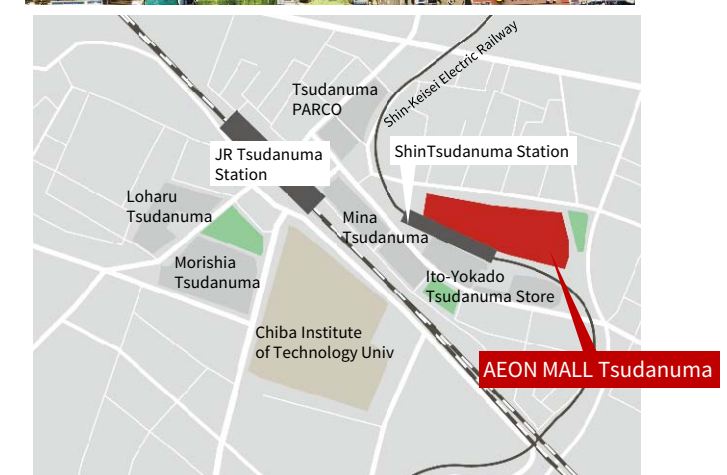 Shin-Keisei Electric Railway
Tsudanuma
PARCO
JR Tsudanuma
Station
ShinTsudanuma Station
Loharu
Tsudanuma
Mina
Tsudanuma
Morishia
Tsudanuma
Ito-Yokado
Tsudanuma Store
Chiba Institute
of Technology Univ
AEON MALL Tsudanuma